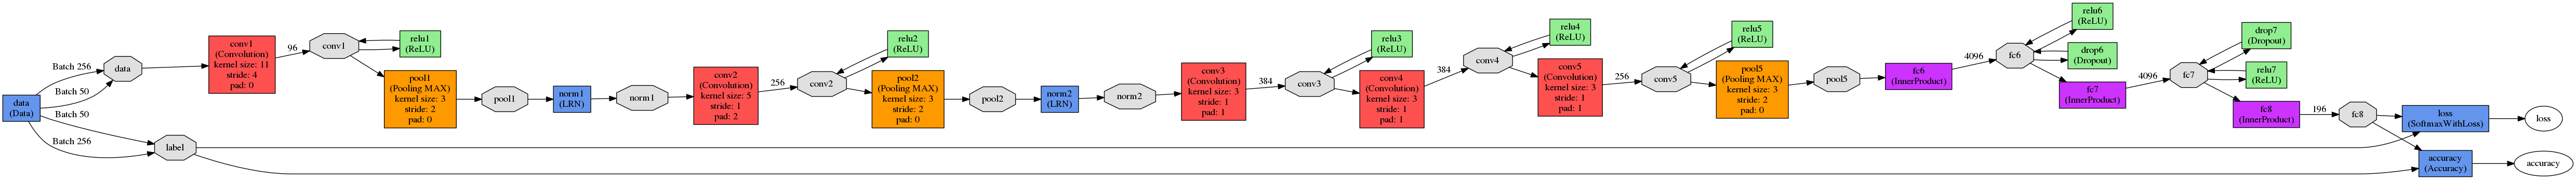 data
(Data)
Batch 256
Batch 50
Batch 50
Batch 256
data
label
conv1
(Convolution)
kernel size: 11
stride: 4
pad: 0
96
conv1
relu1
(ReLU)
pool1
(Pooling MAX)
kernel size: 3
stride: 2
pad: 0
pool1
norm1
(LRN)
norm1
conv2
(Convolution)
kernel size: 5
stride: 1
pad: 2
256
conv2
relu2
(ReLU)
pool2
(Pooling MAX)
kernel size: 3
stride: 2
pad: 0
pool2
norm2
(LRN)
norm2
conv3
(Convolution)
kernel size: 3
stride: 1
pad: 1
384
conv3
relu3
(ReLU)
conv4
(Convolution)
kernel size: 3
stride: 1
pad: 1
384
conv4
relu4
(ReLU)
conv5
(Convolution)
kernel size: 3
stride: 1
pad: 1
256
conv5
relu5
(ReLU)
pool5
(Pooling MAX)
kernel size: 3
stride: 2
pad: 0
pool5
fc6
(InnerProduct)
4096
fc6
relu6
(ReLU)
drop6
(Dropout)
fc7
(InnerProduct)
4096
fc7
drop7
(Dropout)
relu7
(ReLU)
fc8
(InnerProduct)
196
fc8
loss
(SoftmaxWithLoss)
loss
accuracy
(Accuracy)
accuracy